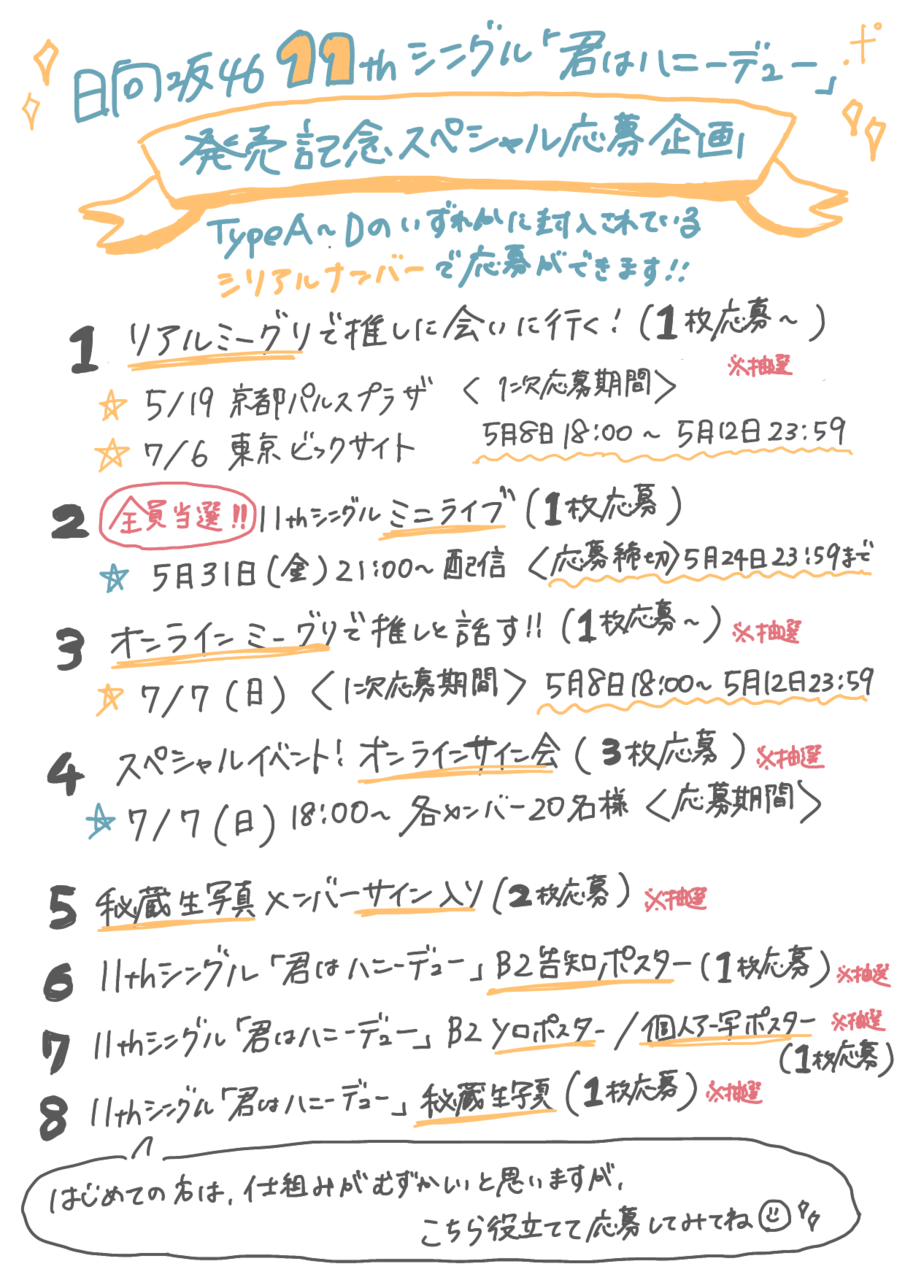 日向坂46 11thシングル「君はハニーデュー」
発売記念スペシャル応募企画
TypeA~Dのいずれかに封入されている
シリアルナンバーで応募ができます!!
1 リアルミーグリで推しに会いに行く!(1枚応募~)
※抽選
☆ 5/19 京都パルスプラザ 〈1次応募期間〉
☆ 7/6 東京ビックサイト 5月8日18:00~5月12日23:59
2 全員当選!! 11thシングルミニライブ(1枚応募)
☆ 5月31日(金)21:00~配信〈応募締切〉5月24日23:59まで
3 オンラインミーグリで推しと話す!!(1枚応募~)※抽選
☆ 7/7(日)〈1次応募期間〉5月8日18:00~5月12日23:59
4 スペシャルイベント!オンラインサイン会(3枚応募)※抽選
☆ 7/7(日)18:00~各メンバー20名様〈応募期間〉
5 秘蔵生写真メンバーサイン入り(2枚応募)※抽選
6 11thシングル「君はハニーデュー」B2告知ポスター(1枚応募)※抽選
7 11thシングル「君はハニーデュー」B2ソロポスター/個人アー写ポスター ※抽選
(1枚応募)
8 11thシングル「君はハニーデュー」秘蔵生写真(1枚応募)※抽選
はじめての方は、仕組みがむずかいと思いますが、
こちら役立てて応募してみてね